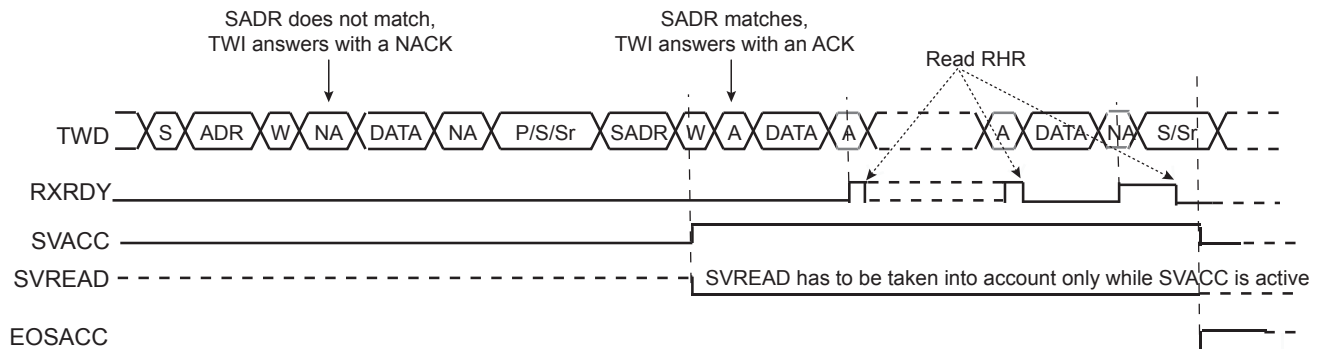 SADR does not match,
TWI answers with a NACK
SADR matches,
TWI answers with an ACK
Read RHR
TWD S ADR W NA DATA NA P/S/Sr SADR W A DATA A A DATA NA S/Sr
RXRDY
SVACC
SVREAD SVREAD has to be taken into account only while SVACC is active
EOSACC